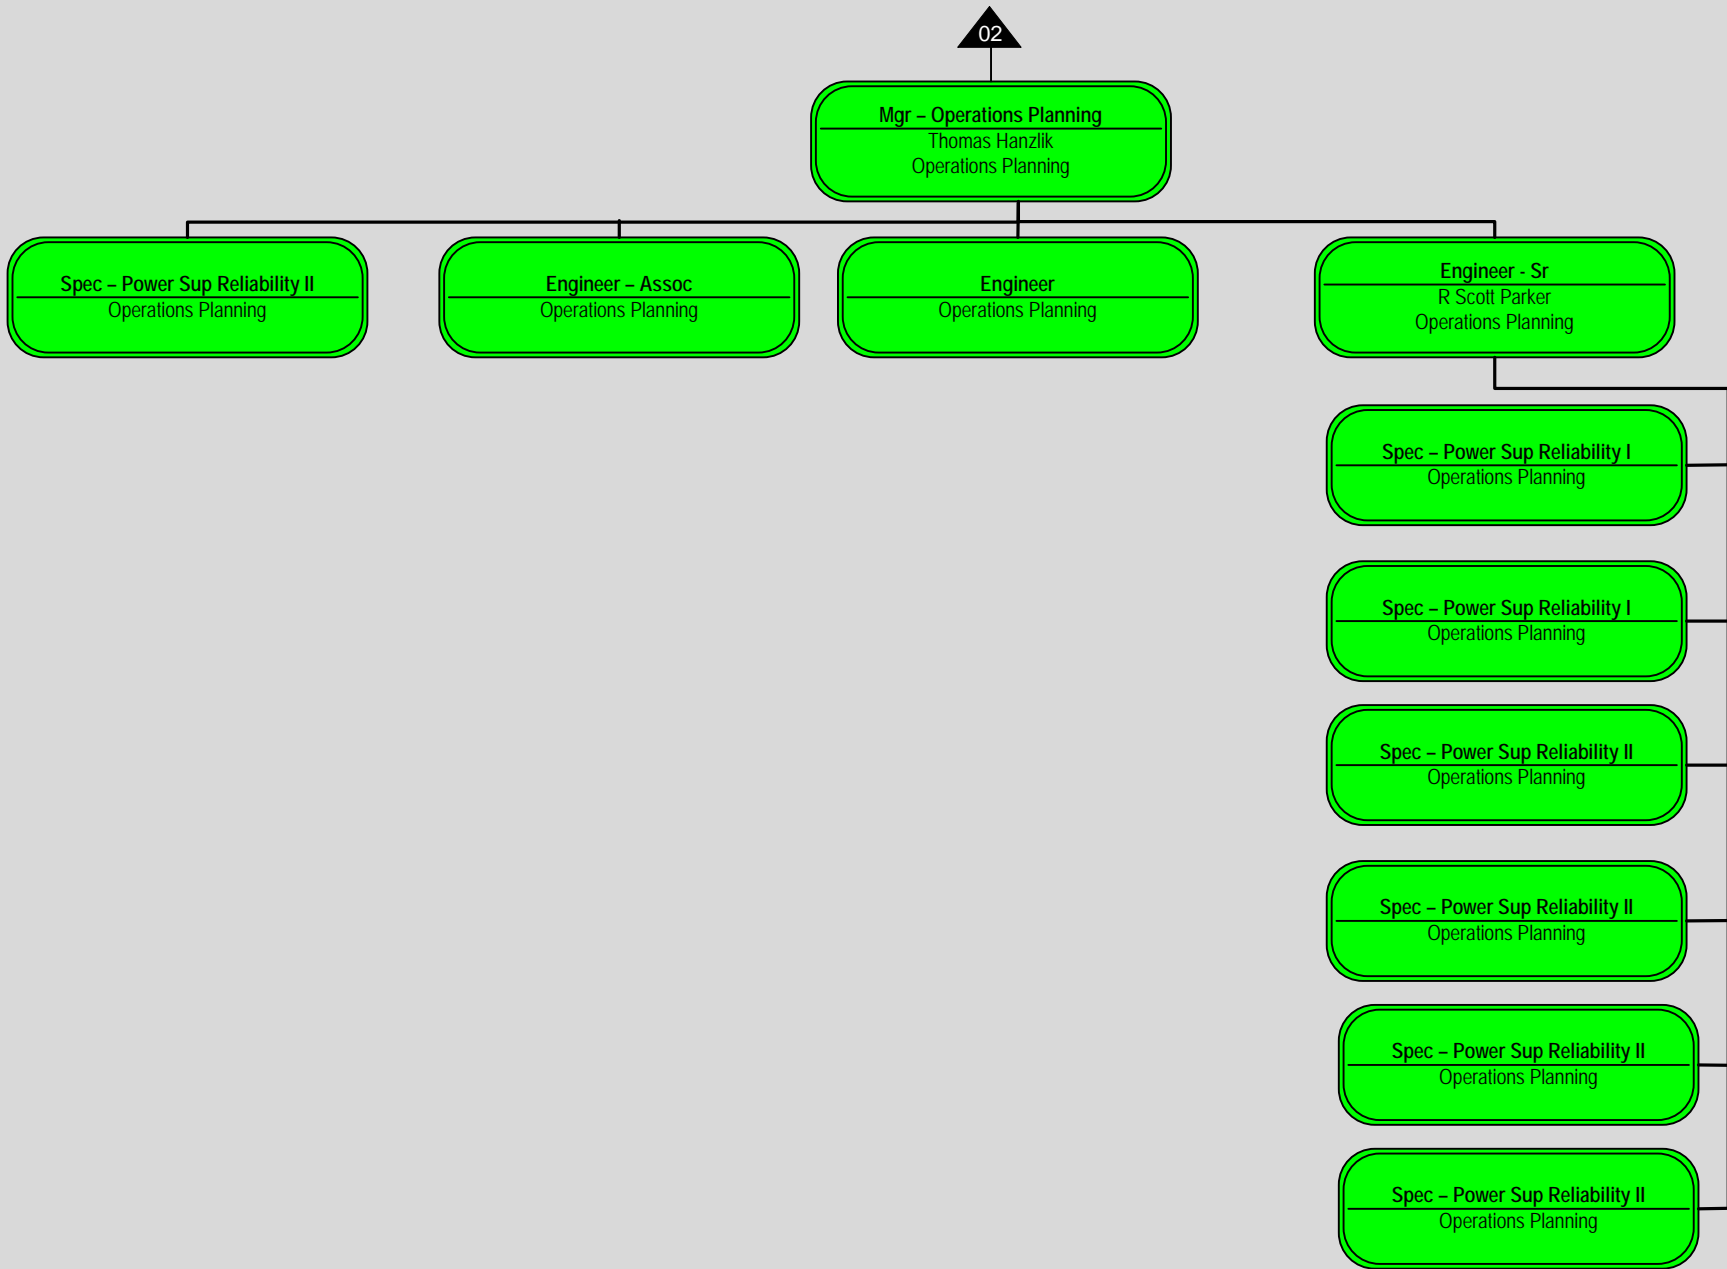 02
Mgr – Operations Planning
Thomas Hanzlik
Operations Planning
Spec – Power Sup Reliability II
Operations Planning
Engineer – Assoc
Operations Planning
Engineer
Operations Planning
Engineer - Sr
R Scott Parker
Operations Planning
Spec – Power Sup Reliability I
Operations Planning
Spec – Power Sup Reliability I
Operations Planning
Spec – Power Sup Reliability II
Operations Planning
Spec – Power Sup Reliability II
Operations Planning
Spec – Power Sup Reliability II
Operations Planning
Spec – Power Sup Reliability II
Operations Planning